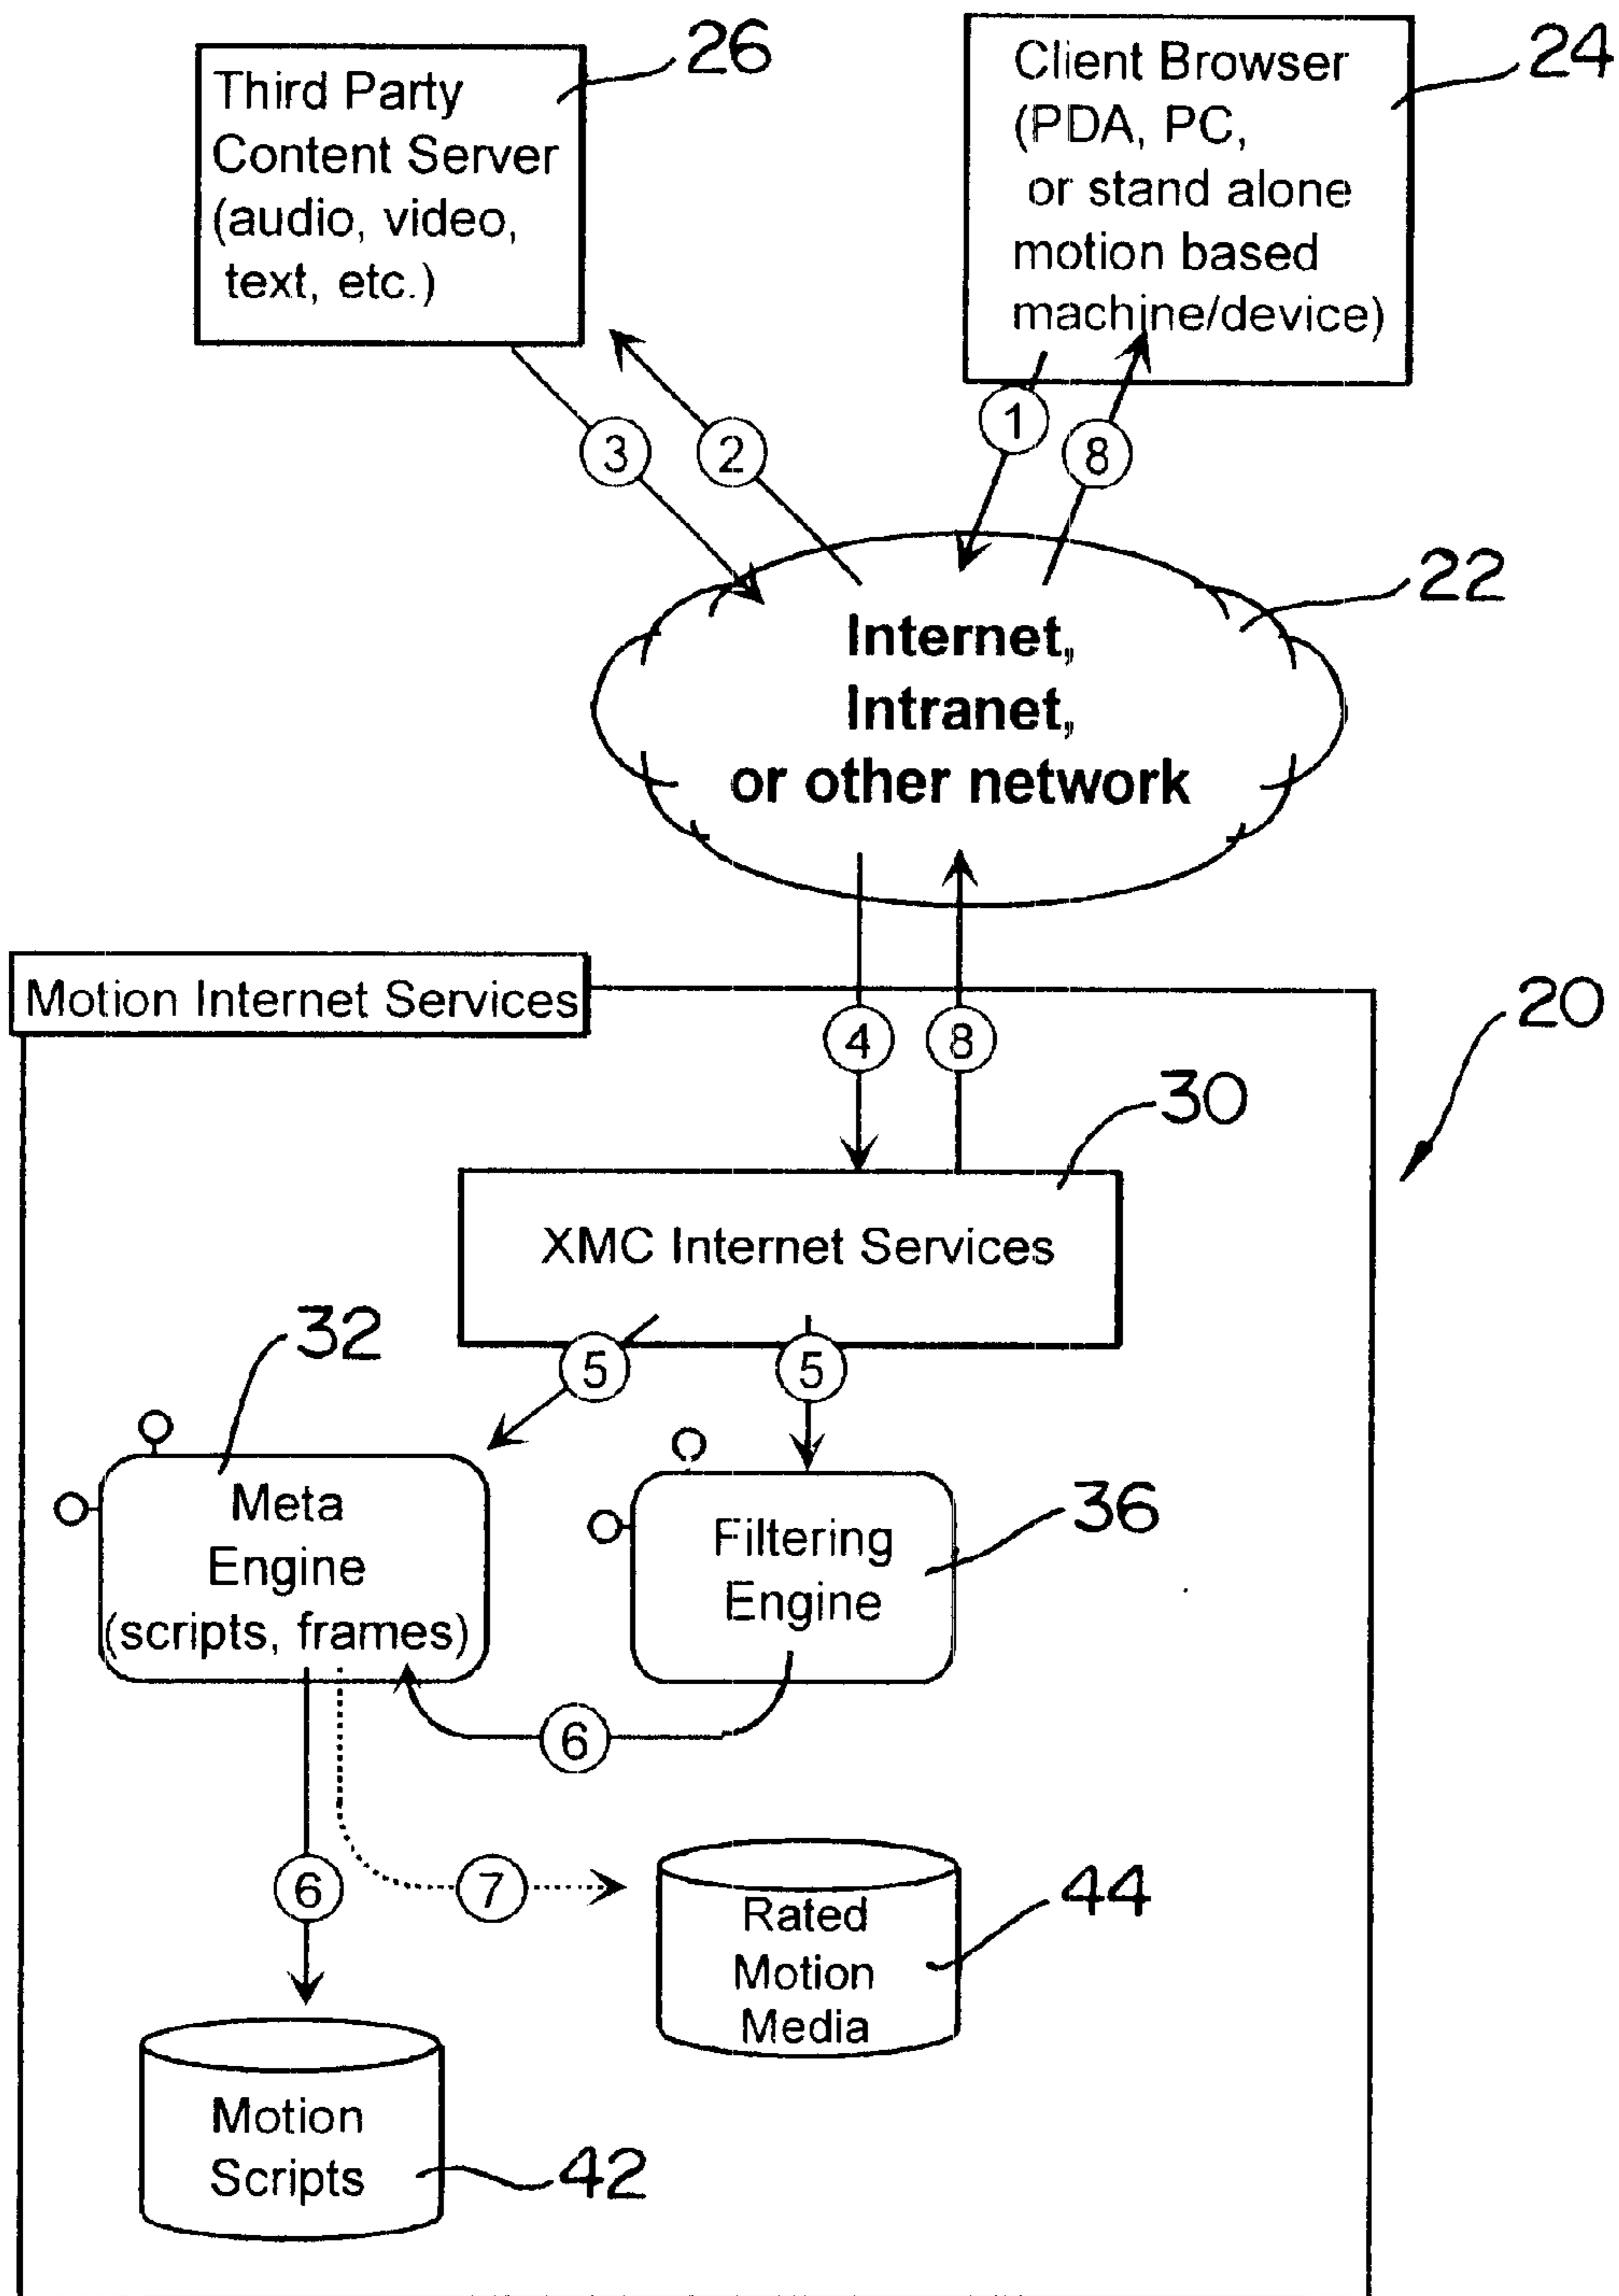 26
Third Party
Content Server
(audio, video,
text, etc.)
24
Client Browser
(PDA, PC,
or stand alone
motion based
machine/device)
1
8
3
2
22
Internet,
Intranet,
or other network
Motion Internet Services
20
4
8
30
XMC Internet Services
32
5
5
Meta
Engine
(scripts, frames)
36
Filtering
Engine
6
6
7
44
Rated
Motion
Media
Motion
Scripts
42